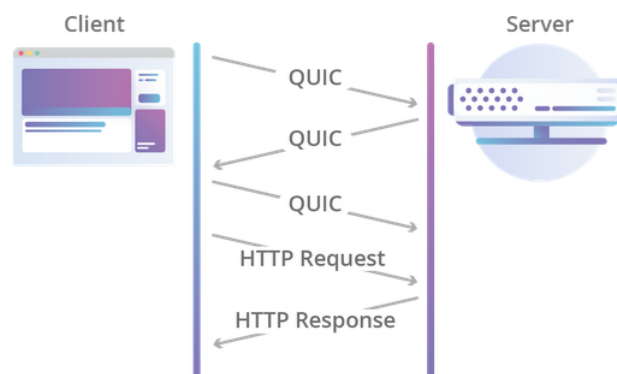 Client
Server
QUIC
QUIC
QUIC
HTTP Request
HTTP Response